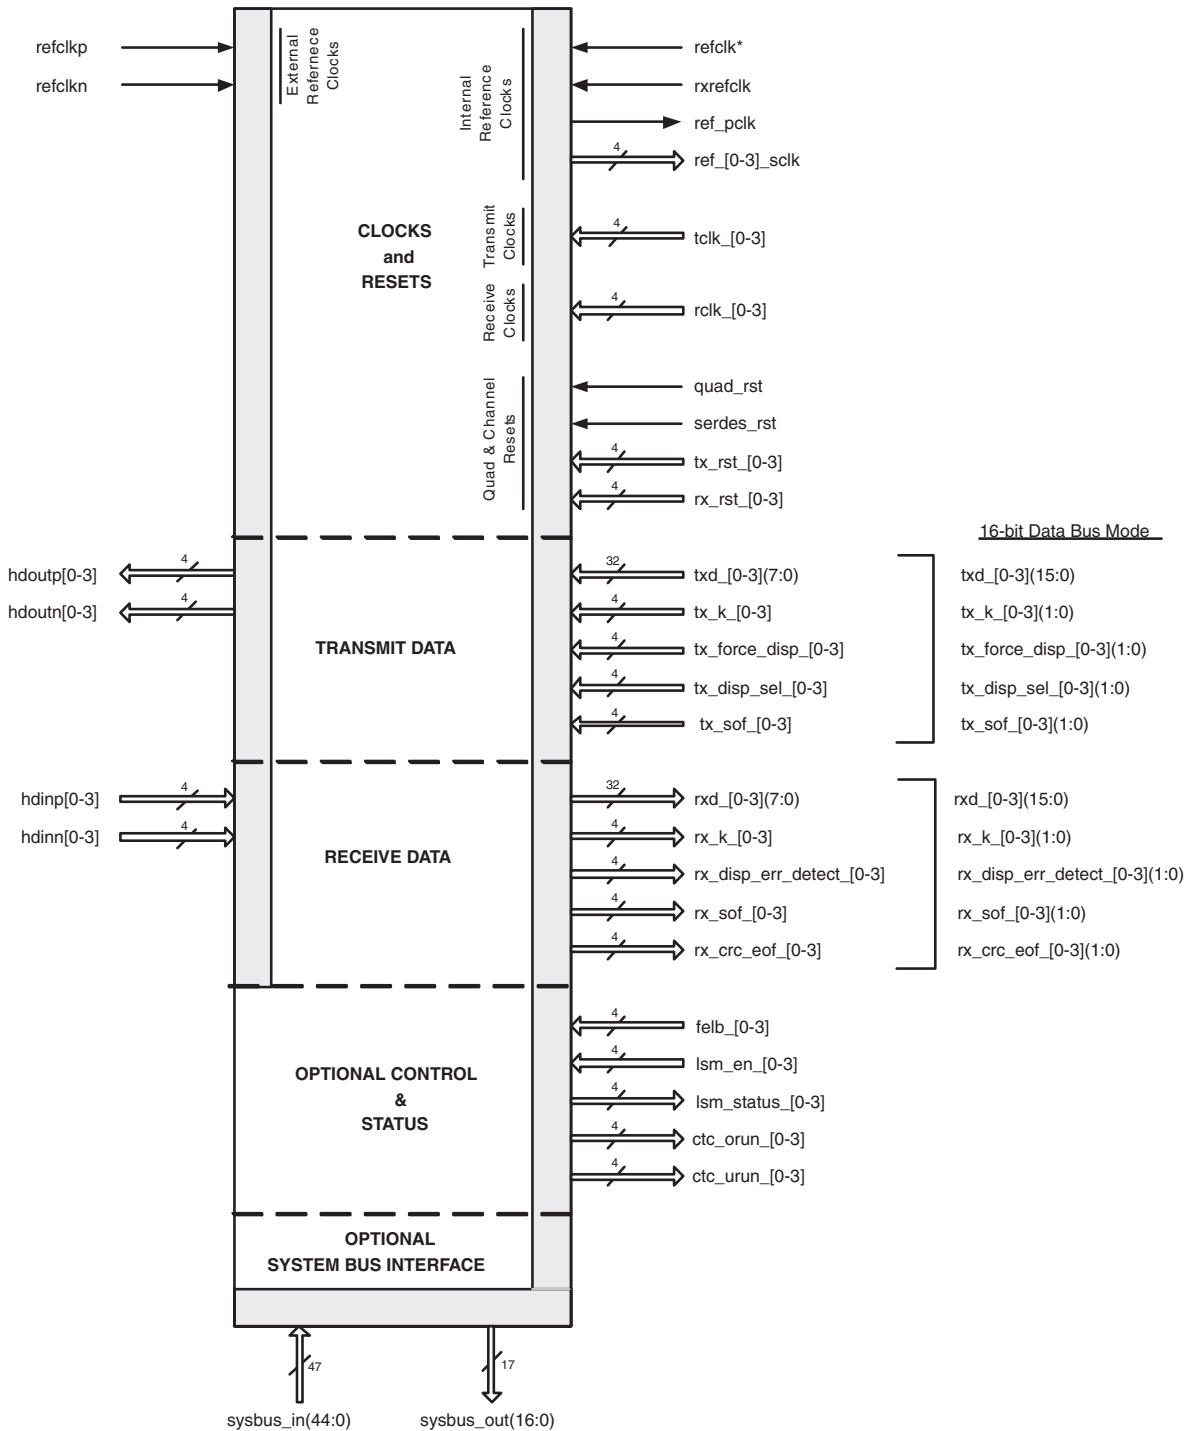 refclkp
refclkn
External
Refernece
Clocks
Internal
Reference
Clocks
refclk*
rxrefclk
ref_pclk
4
ref_[0-3]_sclk
CLOCKS
and
RESETS
Transmit
Clocks
4
tclk_[0-3]
Receive
Clocks
4
rclk_[0-3]
Quad & Channel
Resets
quad_rst
serdes_rst
4
tx_rst_[0-3]
4
rx_rst_[0-3]
16-bit Data Bus Mode
hdoutp[0-3]
4
hdoutn[0-3]
4
TRANSMIT DATA
32
txd_[0-3](7:0)
txd_[0-3](15:0)
4
tx_k_[0-3]
tx_k_[0-3](1:0)
4
tx_force_disp_[0-3]
tx_force_disp_[0-3](1:0)
4
tx_disp_sel_[0-3]
tx_disp_sel_[0-3](1:0)
4
tx_sof_[0-3]
tx_sof_[0-3](1:0)
hdinp[0-3]
4
hdinn[0-3]
4
RECEIVE DATA
32
rxd_[0-3](7:0)
rxd_[0-3](15:0)
4
rx_k_[0-3]
rx_k_[0-3](1:0)
4
rx_disp_err_detect_[0-3]
rx_disp_err_detect_[0-3](1:0)
4
rx_sof_[0-3]
rx_sof_[0-3](1:0)
4
rx_crc_eof_[0-3]
rx_crc_eof_[0-3](1:0)
OPTIONAL CONTROL
&
STATUS
4
felb_[0-3]
4
lsm_en_[0-3]
4
lsm_status_[0-3]
4
ctc_orun_[0-3]
4
ctc_urun_[0-3]
OPTIONAL
SYSTEM BUS INTERFACE
47
17
sysbus_in(44:0)
sysbus_out(16:0)